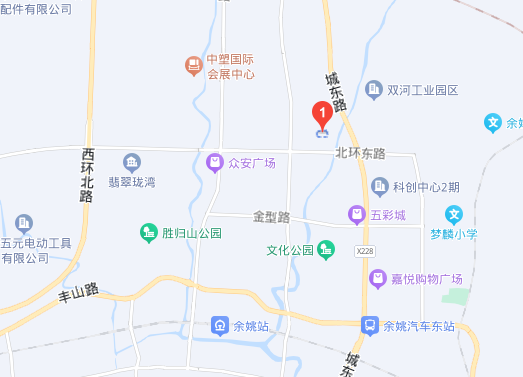 配件有限公司
中塑国际
会展中心
城东路
双河工业园区
1
余姚
北环东路
西环北路
众安广场
翡翠珑湾
科创中心2期
金型路
五彩城
梦麟小学
胜归山公园
五元电动工具
有限公司
文化公园
X228
嘉悦购物广场
丰山路
余姚站
余姚汽车东站
城东